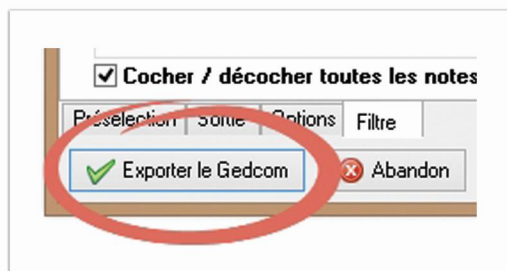 Cocher / décocher toutes les notes
Présélection Sortie Options Filtre
Exporter le Gedcom Abandon